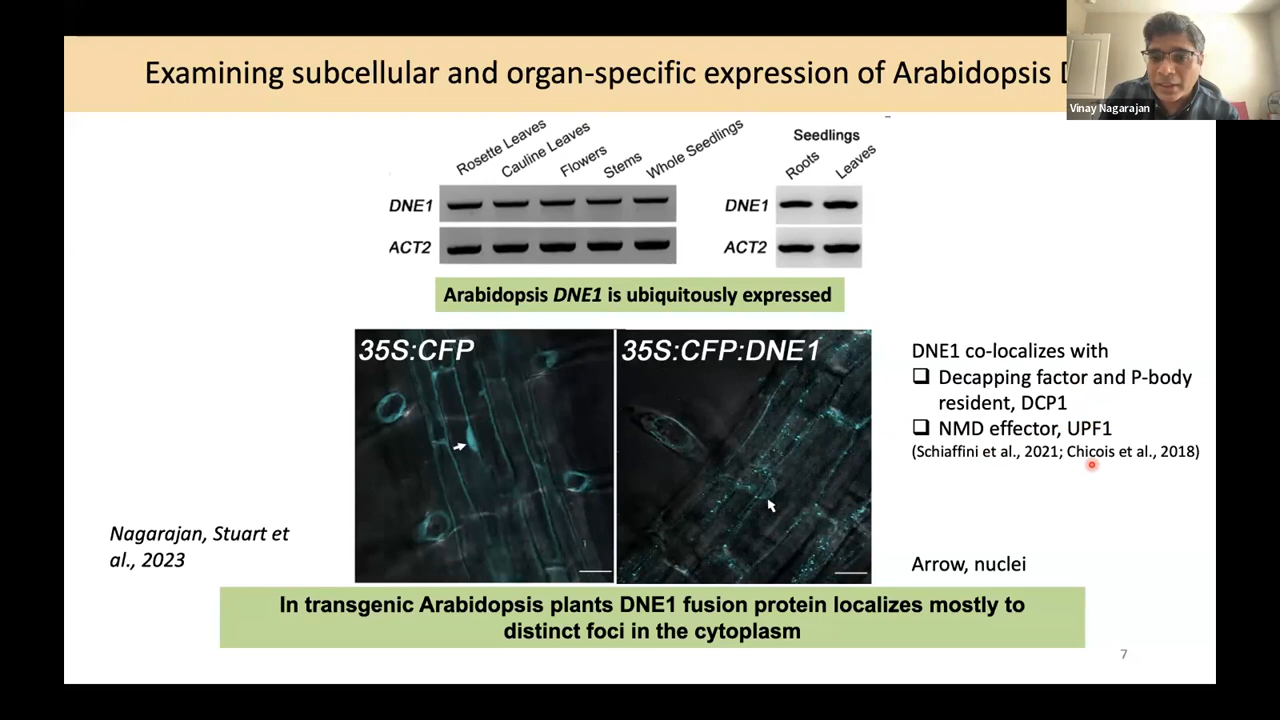 Examining subcellular and organ-specific expression of Arabidopsis
Vinay Nagarajan
Rosette Leaves
Cauline Leaves
Flowers
Stems
Whole Seedlings
Seedlings
Roots
Leaves
DNE1
DNE1
ACT2
ACT2
Arabidopsis DNE1 is ubiquitously expressed
35S:CFP
35S:CFP:DNE1
DNE1 co-localizes with
❑ Decapping factor and P-body
resident, DCP1
❑ NMD effector, UPF1
(Schiaffini et al., 2021; Chicois et al., 2018)
Nagarajan, Stuart et
al., 2023
Arrow, nuclei
In transgenic Arabidopsis plants DNE1 fusion protein localizes mostly to
distinct foci in the cytoplasm
7